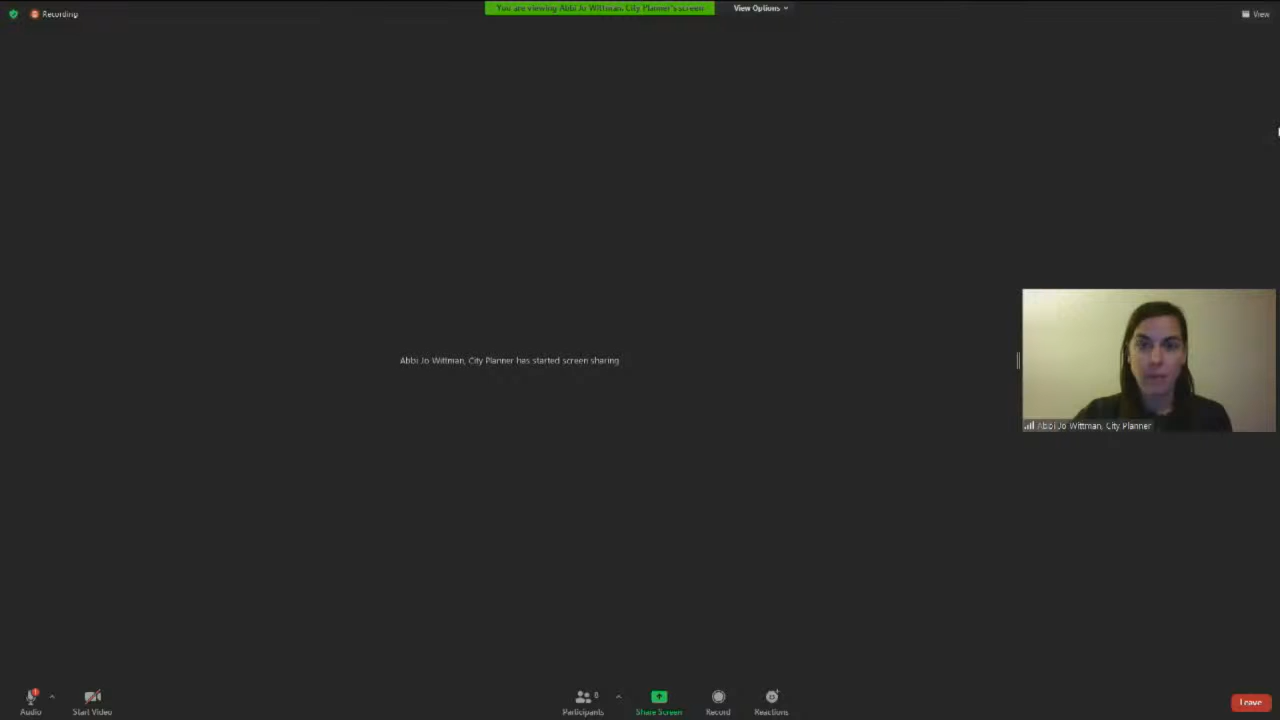 Recording
You are viewing Abbi Jo Wittman, City Planner's screen
View Options
View
Abbi Jo Wittman, City Planner has started screen sharing
Abbi Jo Wittman, City Planner
Audio
Start Video
Participants
8
Share Screen
Record
Reactions
Leave